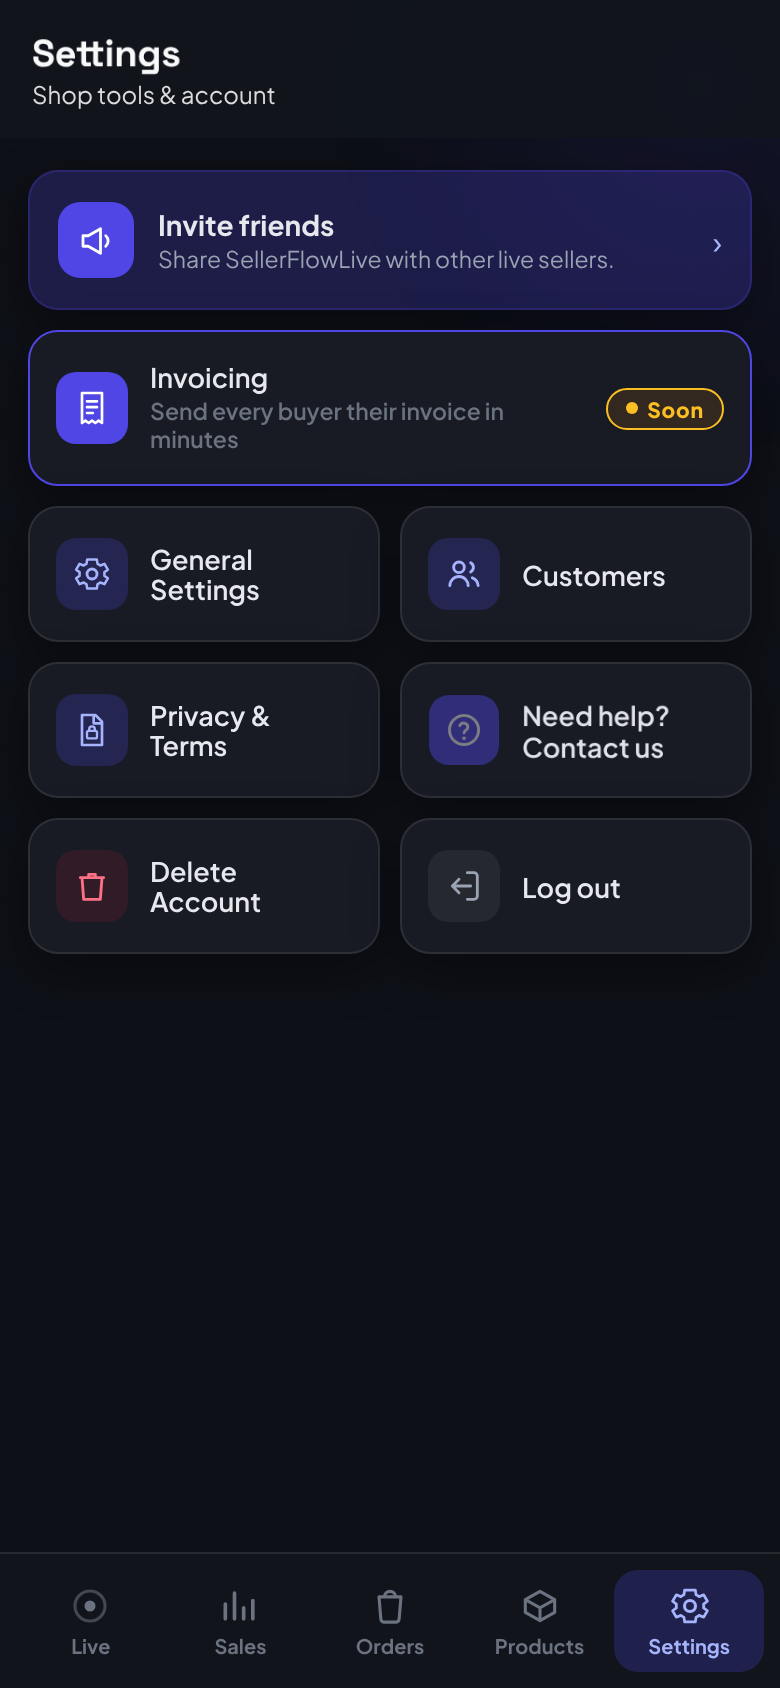 Settings
Shop tools & account
Invite friends
Share SellerFlowLive with other live sellers.
Invoicing
Send every buyer their invoice in
minutes
Soon
General
Settings
Customers
Privacy &
Terms
Need help?
Contact us
Delete
Account
Log out
Live
Sales
Orders
Products
Settings